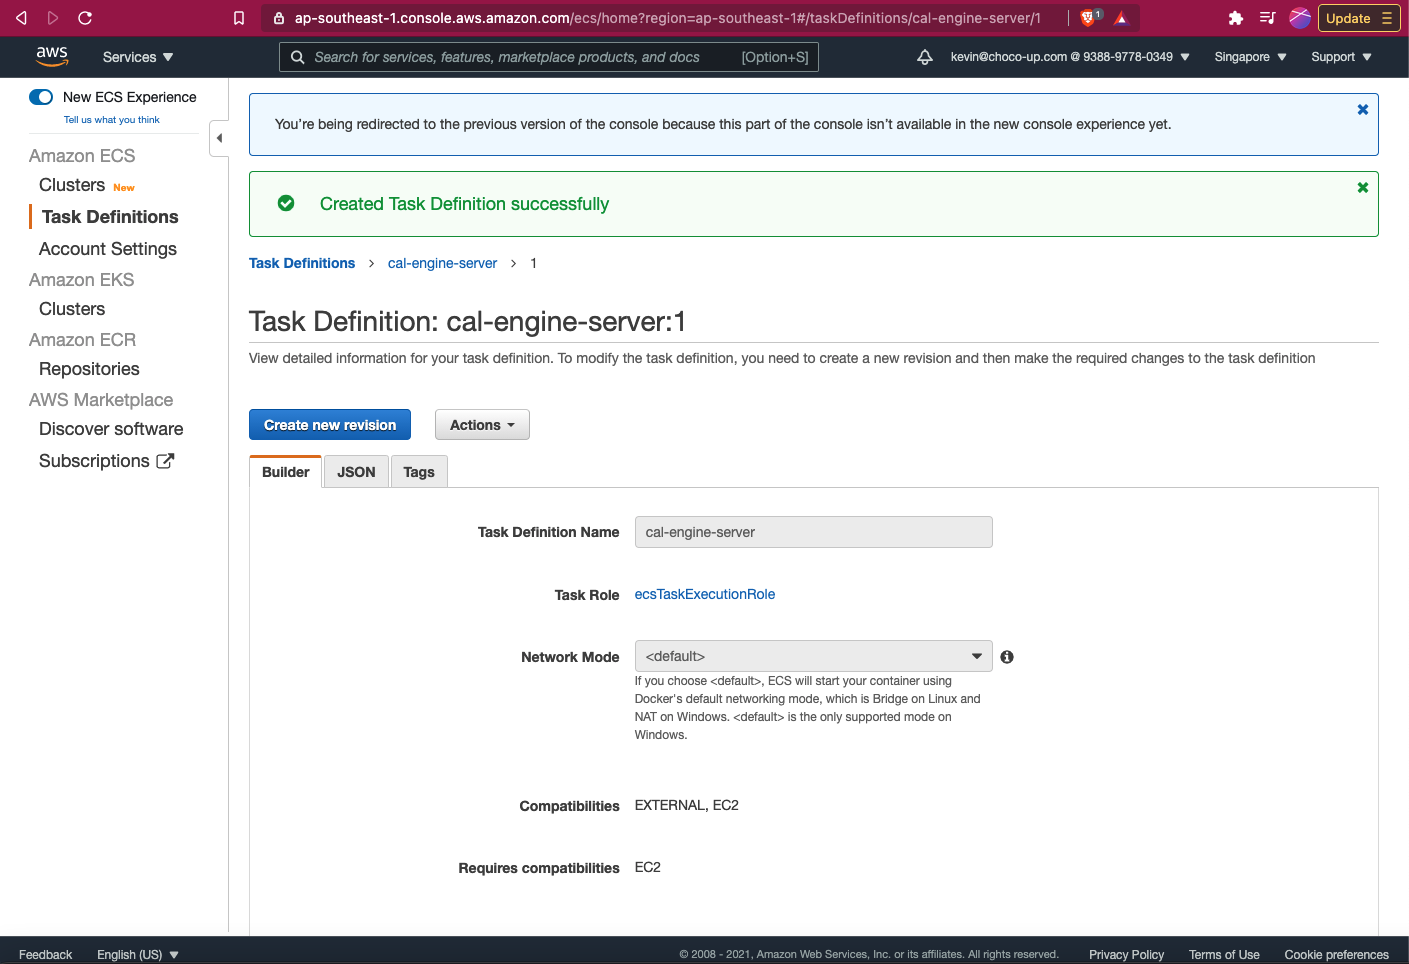 ap-southeast-1.console.aws.amazon.com/ecs/home?region=ap-southeast-1#/taskDefinitions/cal-engine-server/1
1
Update
aws
Services
Search for services, features, marketplace products, and docs
[Option+S]
kevin@choco-up.com @ 9388-9778-0349
Singapore
Support
New ECS Experience
Tell us what you think
Amazon ECS
Clusters New
Task Definitions
Account Settings
Amazon EKS
Clusters
Amazon ECR
Repositories
AWS Marketplace
Discover software
Subscriptions
You’re being redirected to the previous version of the console because this part of the console isn’t available in the new console experience yet.
Created Task Definition successfully
Task Definitions > cal-engine-server > 1
Task Definition: cal-engine-server:1
View detailed information for your task definition. To modify the task definition, you need to create a new revision and then make the required changes to the task definition
Create new revision
Actions
Builder
JSON
Tags
Task Definition Name
cal-engine-server
Task Role
ecsTaskExecutionRole
Network Mode
<default>
If you choose <default>, ECS will start your container using
Docker's default networking mode, which is Bridge on Linux and
NAT on Windows. <default> is the only supported mode on
Windows.
Compatibilities
EXTERNAL, EC2
Requires compatibilities
EC2
Feedback
English (US)
© 2008 - 2021, Amazon Web Services, Inc. or its affiliates. All rights reserved.
Privacy Policy
Terms of Use
Cookie preferences